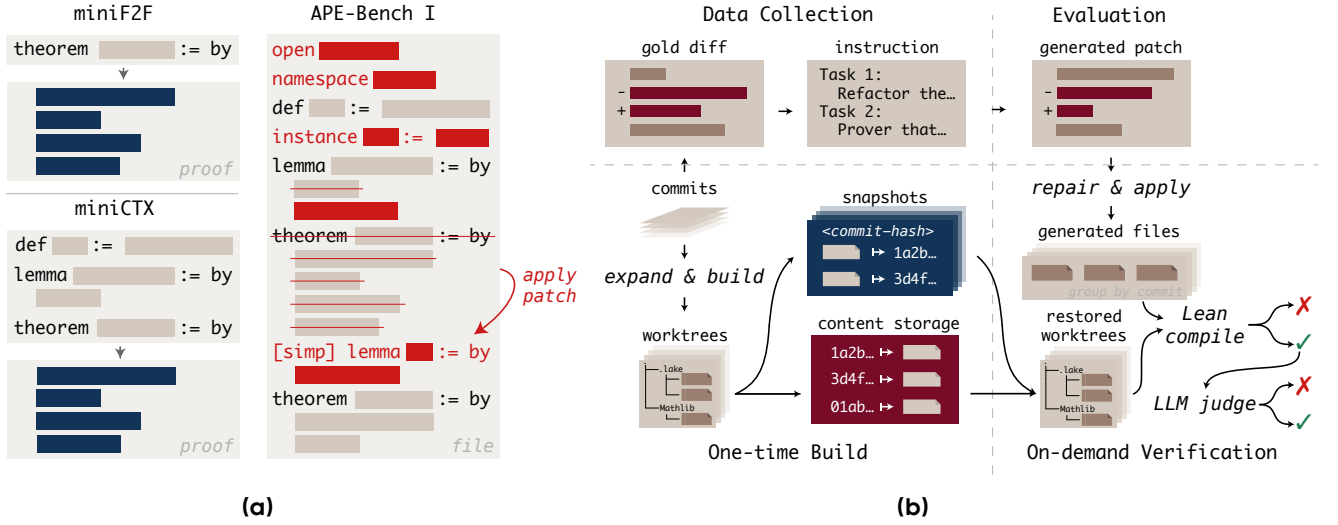 miniF2F
theorem := by
proof
miniCTX
def :=
lemma := by
theorem := by
proof
APE-Bench I
open
namespace
def :=
instance :=
lemma := by
theorem := by
apply
patch
[simp] lemma := by
theorem := by
file
(a)
Data Collection
gold diff
-
+
instruction
Task 1:
Refactor the…
Task 2:
Prover that…
Evaluation
generated patch
-
+
commits
expand & build
worktrees
.
.lake
Mathlib
snapshots
<commit-hash>
1a2b…
3d4f…
content storage
1a2b…
3d4f…
01ab…
One-time Build
repair & apply
generated files
group by commit
restored
worktrees
.
.lake
Mathlib
Lean
compile
✗
✓
LLM judge
✗
✓
On-demand Verification
(b)